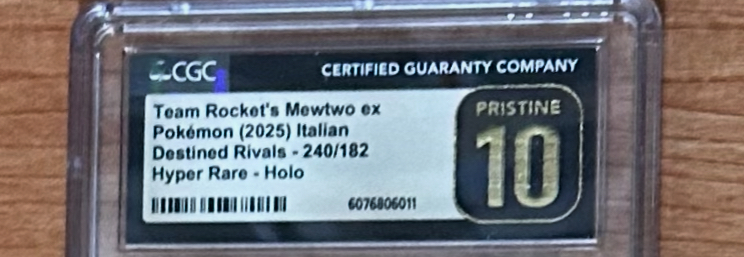 CGC
CERTIFIED GUARANTY COMPANY
Team Rocket's Mewtwo ex
Pokémon (2025) Italian
Destined Rivals - 240/182
Hyper Rare - Holo
6076806011
PRISTINE
10